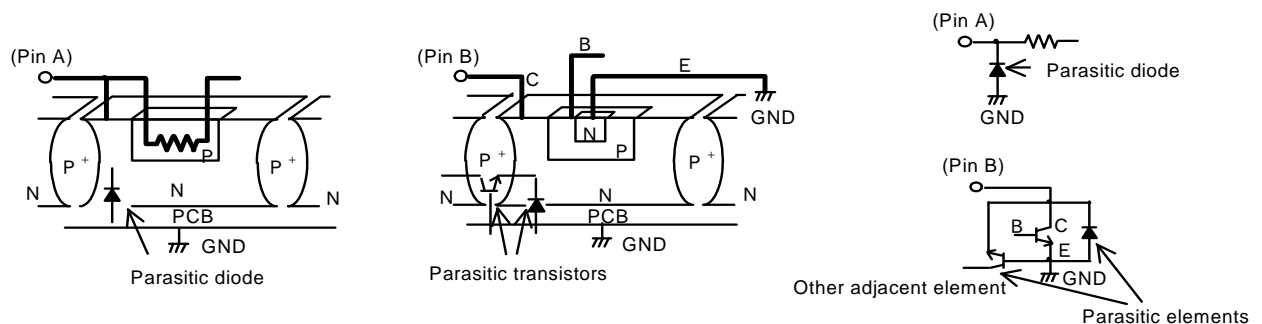 (Pin A)
P +
P
P +
N
N
N
PCB
GND
Parasitic diode
(Pin B)
B
C
E
GND
N
P
P +
P +
N
N
N
PCB
GND
Parasitic transistors
(Pin A)
Parasitic diode
GND
(Pin B)
B
C
E
GND
Other adjacent element
Parasitic elements